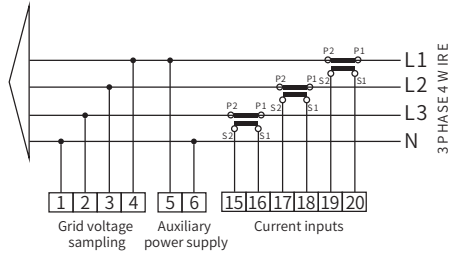 P2 P1
L1
P2 P1 S2 S1
L2
P2 P1 S2 S1
L3
S2 S1
N
3 PHASE 4 WIRE
1 2 3 4 5 6 15 16 17 18 19 20
Grid voltage
sampling
Auxiliary
power supply
Current inputs